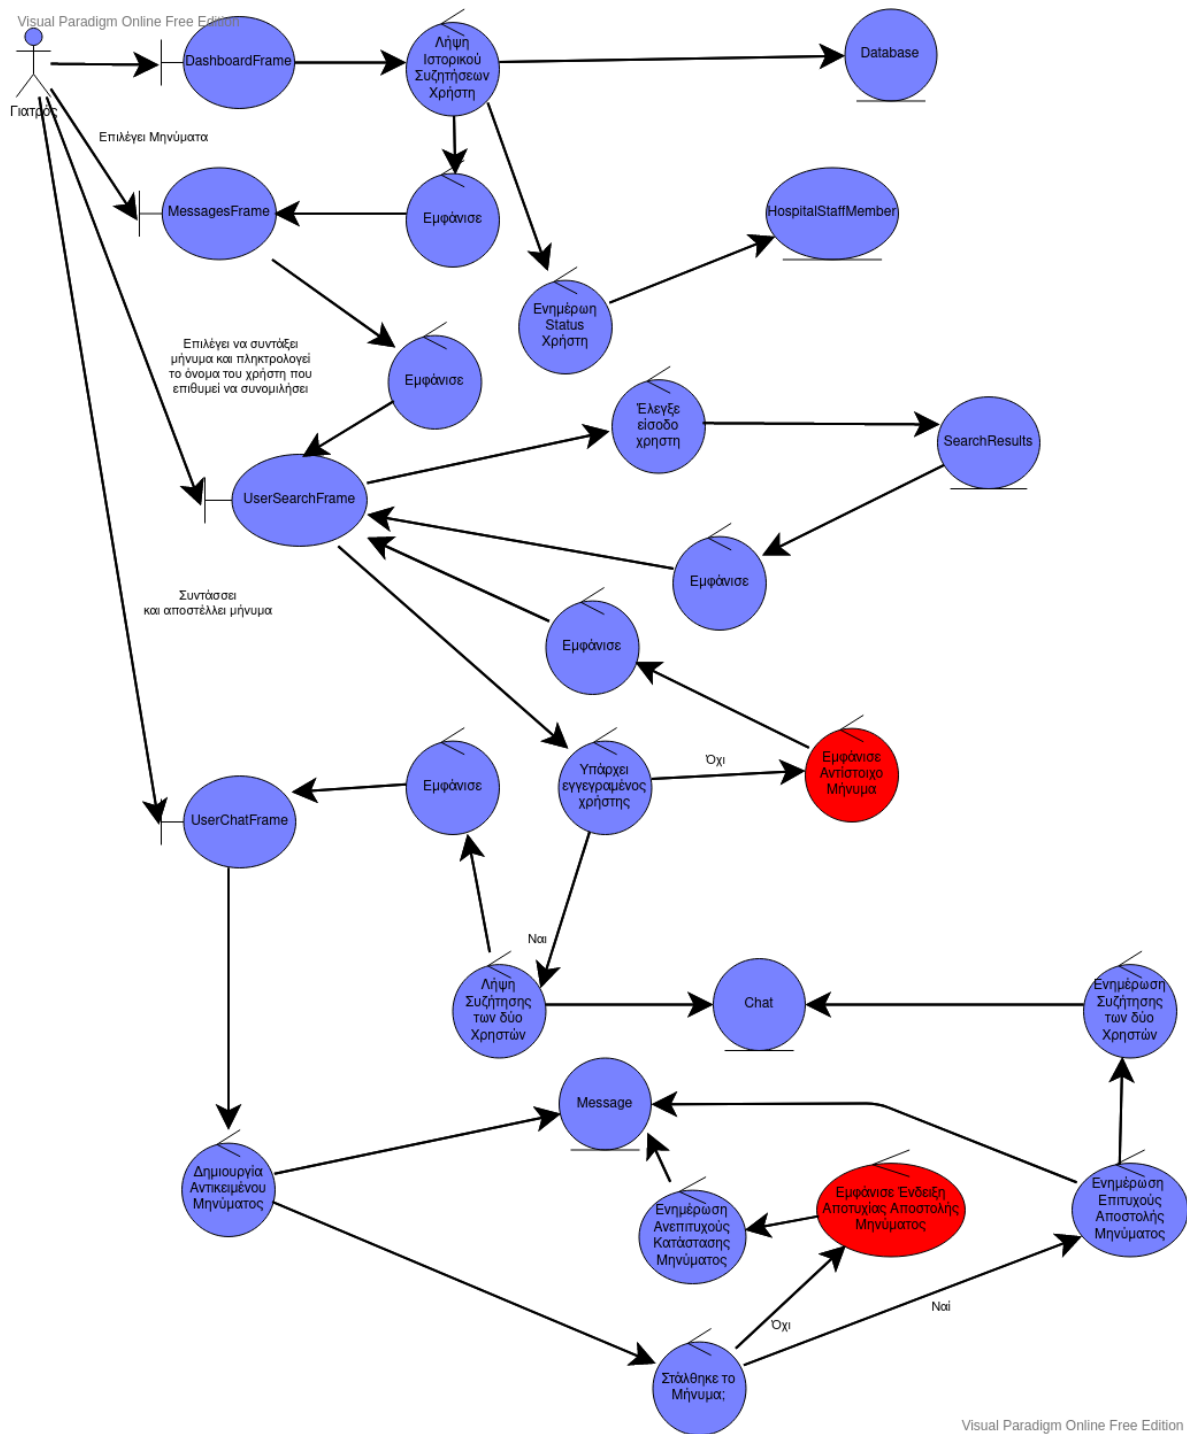 Visual Paradigm Online Free Edition
DashboardFrame
Λήψη
Ιστορικού
Συζητήσεων
Χρήστη
Database
Γιατρός
Επιλέγει Μηνύματα
MessagesFrame
Εμφάνισε
HospitalStaffMember
Ενημέρωη
Status
Χρήστη
Επιλέγει να συντάξει
μήνυμα και πληκτρολογεί
το όνομα του χρήστη που
επιθυμεί να συνομιλήσει
Εμφάνισε
Έλεγξε
είσοδο
χρηστη
SearchResults
UserSearchFrame
Εμφάνισε
Συντάσσει
και αποστέλλει μήνυμα
Εμφάνισε
Όχι
Υπάρχει
εγγεγραμένος
χρήστης
Εμφάνισε
Αντίστοιχο
Μήνυμα
Εμφάνισε
UserChatFrame
Ναι
Λήψη
Συζήτησης
των δύο
Χρηστών
Chat
Ενημέρωση
Συζήτησης
των δύο
Χρηστών
Message
Δημιουργία
Αντικειμένου
Μηνύματος
Ενημέρωση
Ανεπιτυχούς
Κατάστασης
Μηνύματος
Εμφάνισε Ένδειξη
Αποτυχίας Αποστολής
Μηνύματος
Ενημέρωση
Επιτυχούς
Αποστολής
Μηνύματος
Ναί
Όχι
Στάλθηκε το
Μήνυμα;
Visual Paradigm Online Free Edition